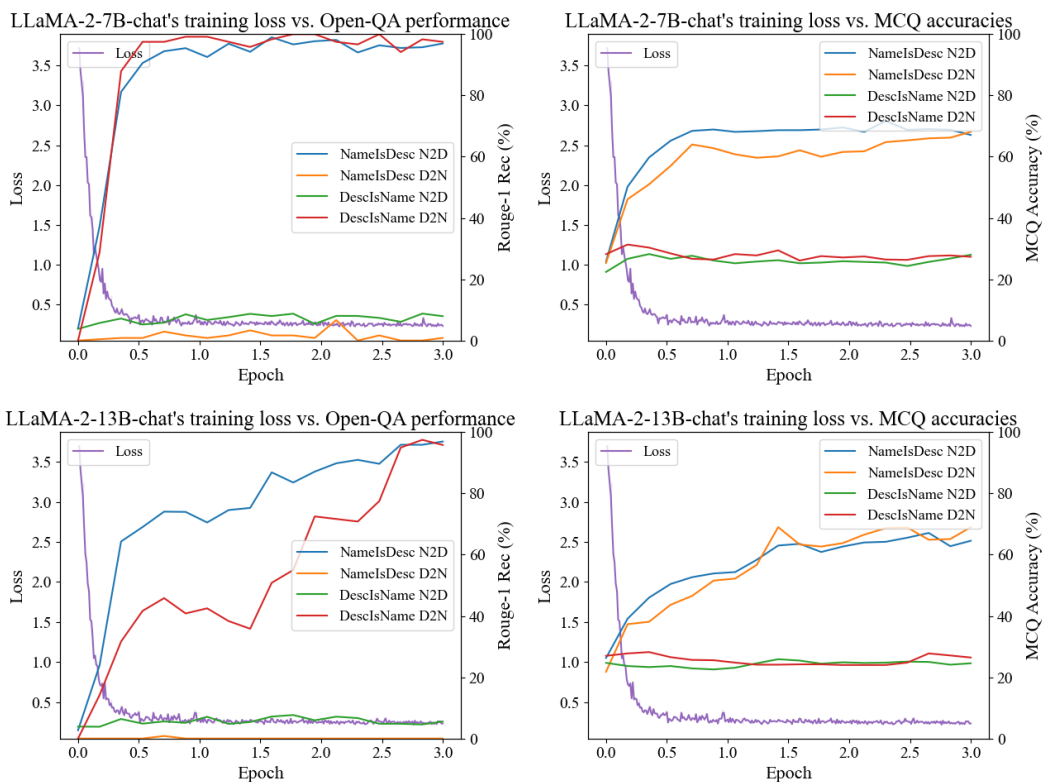 LLaMA-2-7B-chat's training loss vs. Open-QA performance
Loss
3.5
3.0
2.5
2.0
1.5
1.0
0.5
Loss
100
80
60
40
20
0
Rouge-1 Rec (%)
NameIsDesc N2D
NameIsDesc D2N
DescIsName N2D
DescIsName D2N
0.0 0.5 1.0 1.5 2.0 2.5 3.0
Epoch
LLaMA-2-7B-chat's training loss vs. MCQ accuracies
Loss
3.5
3.0
2.5
2.0
1.5
1.0
0.5
Loss
NameIsDesc N2D
NameIsDesc D2N
DescIsName N2D
DescIsName D2N
100
80
60
40
20
0
MCQ Accuracy (%)
0.0 0.5 1.0 1.5 2.0 2.5 3.0
Epoch
LLaMA-2-13B-chat's training loss vs. Open-QA performance
Loss
3.5
3.0
2.5
2.0
1.5
1.0
0.5
Loss
100
80
60
40
20
0
Rouge-1 Rec (%)
NameIsDesc N2D
NameIsDesc D2N
DescIsName N2D
DescIsName D2N
0.0 0.5 1.0 1.5 2.0 2.5 3.0
Epoch
LLaMA-2-13B-chat's training loss vs. MCQ accuracies
Loss
3.5
3.0
2.5
2.0
1.5
1.0
0.5
Loss
NameIsDesc N2D
NameIsDesc D2N
DescIsName N2D
DescIsName D2N
100
80
60
40
20
0
MCQ Accuracy (%)
0.0 0.5 1.0 1.5 2.0 2.5 3.0
Epoch